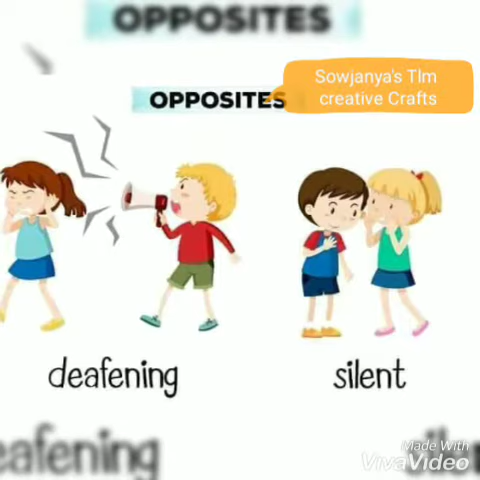 OPPOSITES
Sowjanya's Tlm
creative Crafts
OPPOSITES
deafening
silent
eafening
Made With
VivaVideo